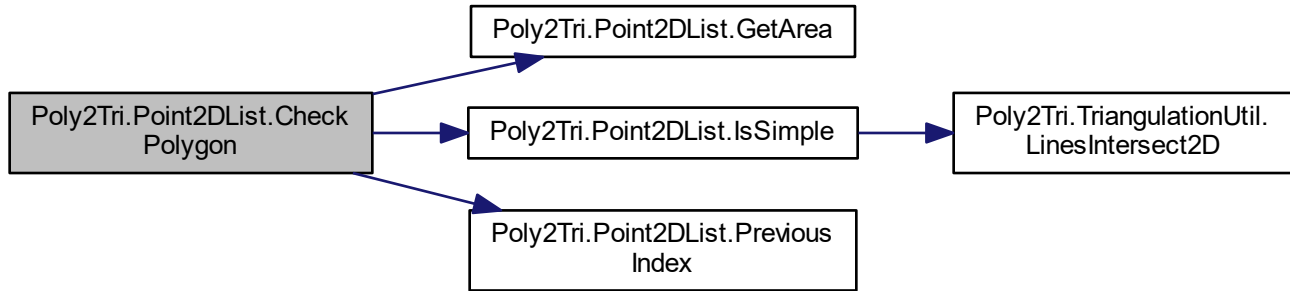 Poly2Tri.Point2DList.GetArea
Poly2Tri.Point2DList.Check
Polygon
Poly2Tri.Point2DList.IsSimple
Poly2Tri.TriangulationUtil.
LinesIntersect2D
Poly2Tri.Point2DList.Previous
Index